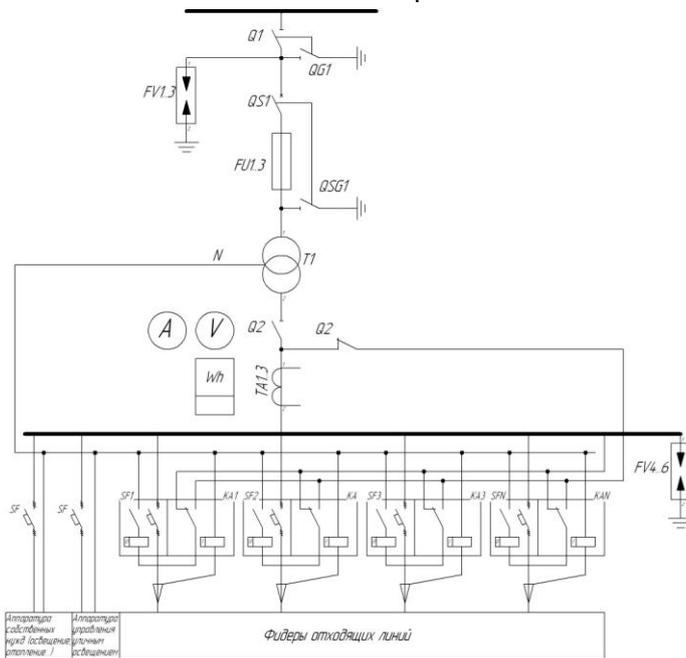 Q1
QG1
FV1.3
QS1
FU1.3
QSG1
N
T1
A
V
Q2
Q2
Wh
TA1.3
FV4..6
SF1
KA1
SF2
KA
SF3
KA3
SFN
KAN
SF
SF
Аппаратура
собственных
нужд (освещение,
отопление )
Аппаратура
управления
уличным
освещением
Фидеры отходящих линий